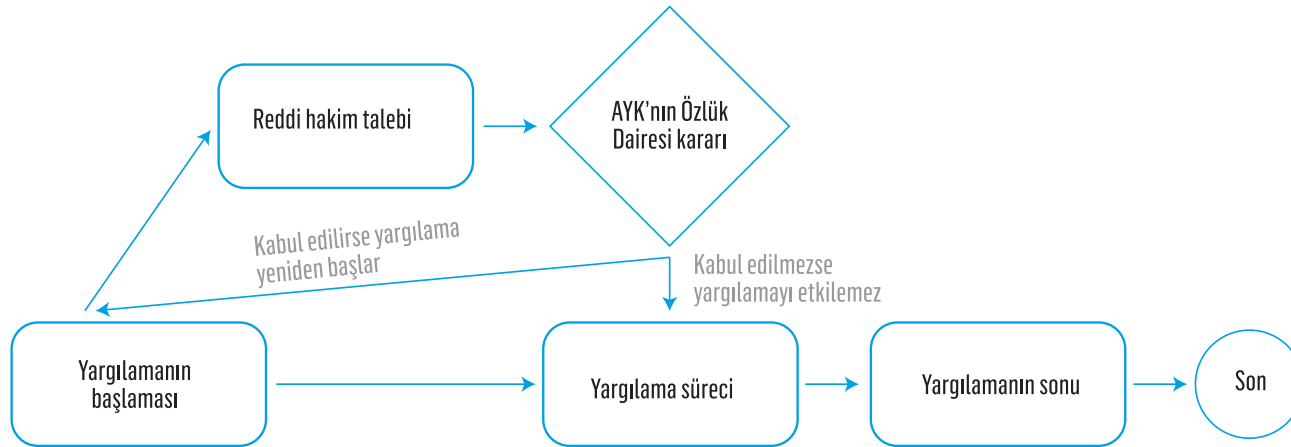 Reddi hakim talebi
AYK'nın Özlük
Dairesi kararı
Kabul edilirse yargılama
yeniden başlar
Kabul edilmezse
yargılamayı etkilemez
Yargılamanın
başlaması
Yargılama süreci
Yargılamanın sonu
Son